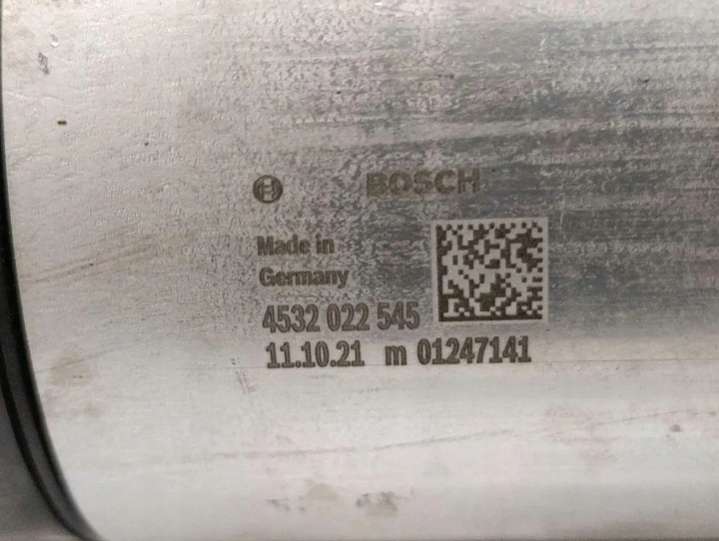 BOSCH
Made in
Germany
4532 022 545
11.10.21 m 01247141